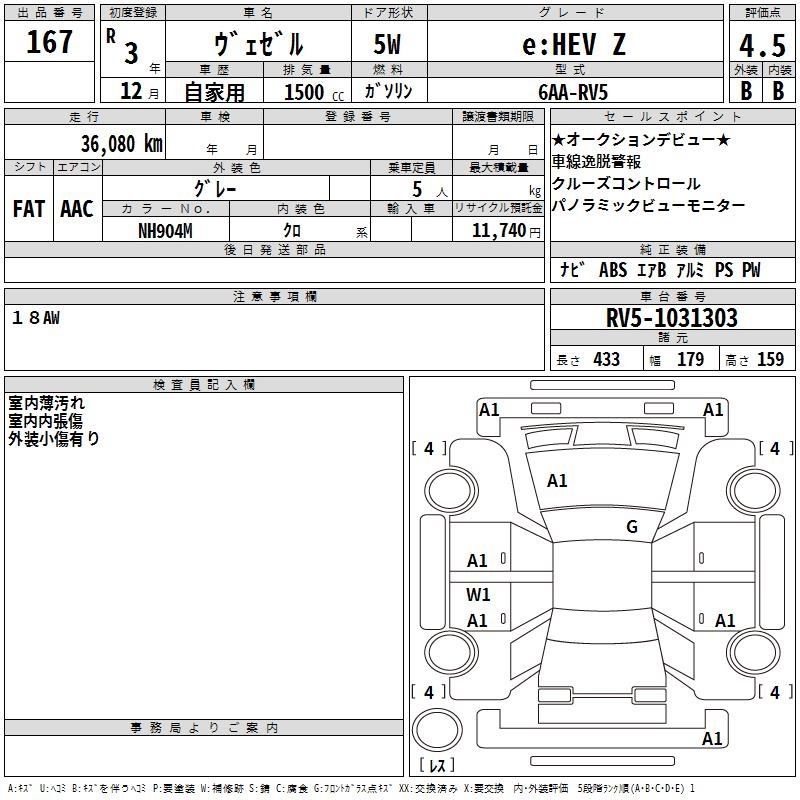 出品番号 初度登録 車名 ドア形状 グレード 評価点
167 R 3 年 ｳﾞｪｾﾞﾙ 5W e:HEV Z 4.5
車歴 排気量 燃料 型式 外装 内装
12 月 自家用 1500 CC ｶﾞｿﾘﾝ 6AA-RV5 B B
走行 車検 登録番号 譲渡書類期限
36,080 km 年 月 月 日
シフト エアコン 外装色 乗車定員 最大積載量
FAT AAC ｸﾞﾚｰ 5 人 kg
カラーNo. 内装色 輸入車 リサイクル預託金
NH904M ｸﾛ 系 11,740 円
後日発送部品
セールスポイント
★オークションデビュー★
車線逸脱警報
クルーズコントロール
パノラミックビューモニター
純正装備
ﾅﾋﾞ ABS ｴｱB ｱﾙﾐ PS PW
注意事項欄
１８AW
車台番号
RV5-1031303
諸元
長さ 433 幅 179 高さ 159
検査員記入欄
室内薄汚れ
室内内張傷
外装小傷有り
事務局よりご案内
A1 A1
[ 4 ] [ 4 ]
A1
G
A1
W1
A1 A1
[ 4 ] [ 4 ]
A1
[ ﾚｽ ]
A:ｷｽﾞ U:ﾍｺﾐ B:ｷｽﾞを伴うﾍｺﾐ P:要塗装 W:補修跡 S:錆 C:腐食 G:ﾌﾛﾝﾄｶﾞﾗｽ点ｷｽﾞ XX:交換済み X:要交換 内・外装評価 5段階ﾗﾝｸ順(A・B・C・D・E) 1